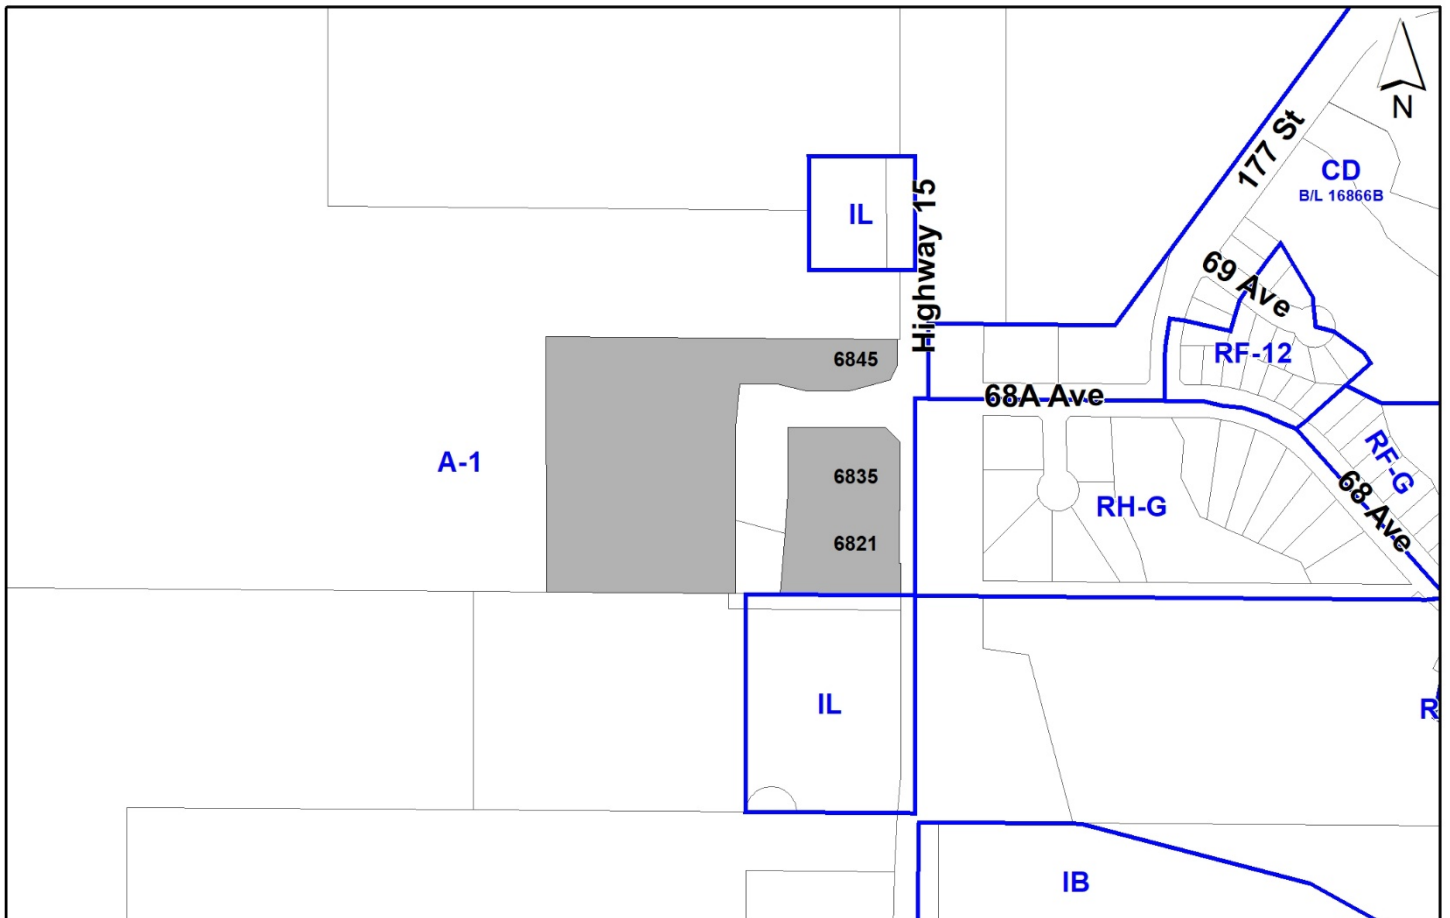 N
177 St
CD
B/L 16866B
IL
Highway 15
69 Ave
RF-12
6845
68A Ave
A-1
RF-G
6835
RH-G
68 Ave
6821
IL
R
IB